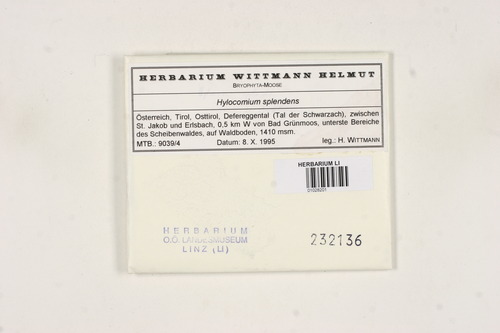 HERBARIUM WITTMANN HELMUT
BRYOPHYTA-MOOSE
Hylocomium splendens
Österreich, Tirol, Osttirol, Defereggental (Tal der Schwarzach), zwischen
St. Jakob und Erlsbach, 0,5 km W von Bad Grünmoos, unterste Bereiche
des Scheibenwaldes, auf Waldboden, 1410 msm.
MTB.: 9039/4 Datum: 8. X. 1995 leg.: H. WITTMANN
HERBARIUM LI
01028201
HERBARIUM
O.Ö. LANDESMUSEUM
LINZ (LI)
232136